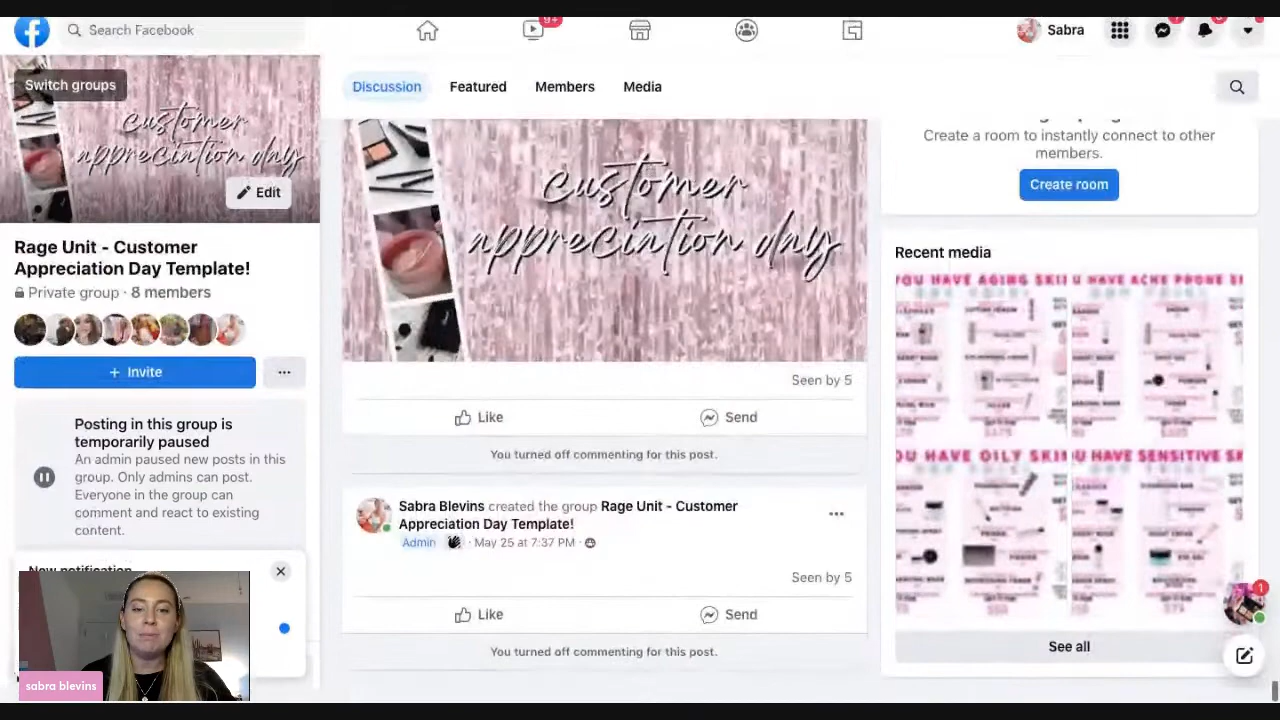 Search Facebook
9+
Sabra
Switch groups
customer
appreciation day
Edit
Rage Unit - Customer
Appreciation Day Template!
Private group · 8 members
+ Invite
...
Posting in this group is
temporarily paused
An admin paused new posts in this
group. Only admins can post.
Everyone in the group can
comment and react to existing
content.
New notification
sabra blevins
Discussion
Featured
Members
Media
customer
appreciation day
Seen by 5
Like
Send
You turned off commenting for this post.
Sabra Blevins created the group Rage Unit - Customer
Appreciation Day Template!
Admin · May 25 at 7:37 PM ·
Seen by 5
Like
Send
You turned off commenting for this post.
Create a room to instantly connect to other
members.
Create room
Recent media
YOU HAVE AGING SKI
U HAVE ACNE PRONE S
OU HAVE OILY SKI
U HAVE SENSITIVE S
1
See all